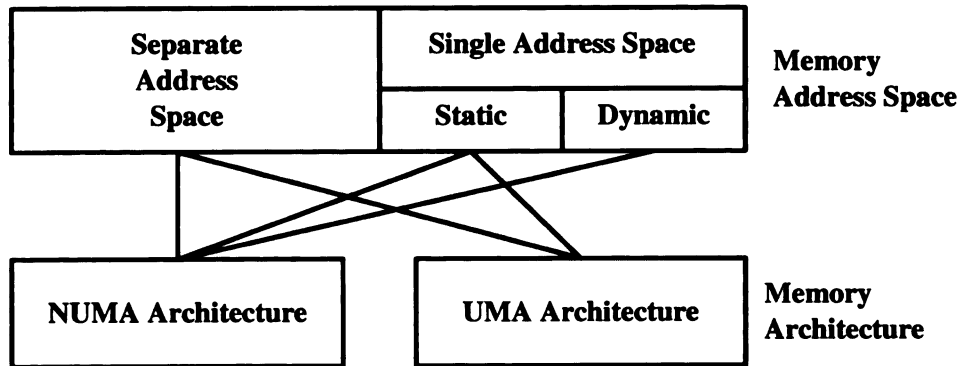 Separate
Address
Space
Single Address Space
Static
Dynamic
Memory
Address Space
NUMA Architecture
UMA Architecture
Memory
Architecture